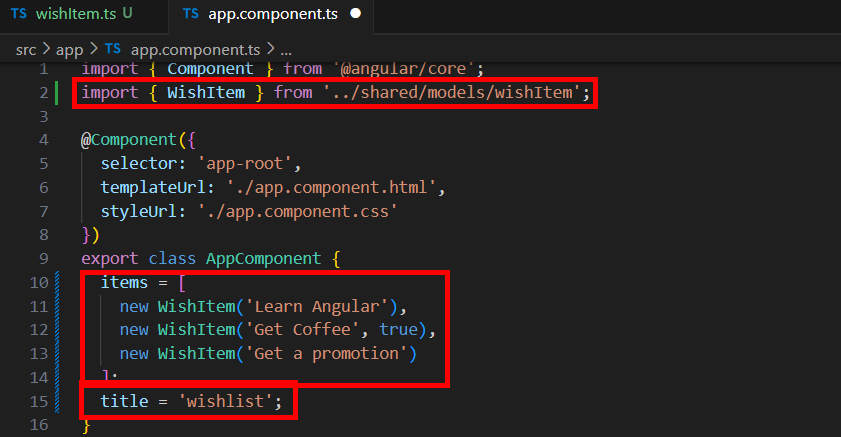 TS wishItem.ts U
TS app.component.ts
src > app > TS app.component.ts > ...
1 import { Component } from '@angular/core';
2 import { WishItem } from '../shared/models/wishItem';
3
4 @Component({
5 selector: 'app-root',
6 templateUrl: './app.component.html',
7 styleUrl: './app.component.css'
8 })
9 export class AppComponent {
10 items = [
11 new WishItem('Learn Angular'),
12 new WishItem('Get Coffee', true),
13 new WishItem('Get a promotion')
14 ];
15 title = 'wishlist';
16 }